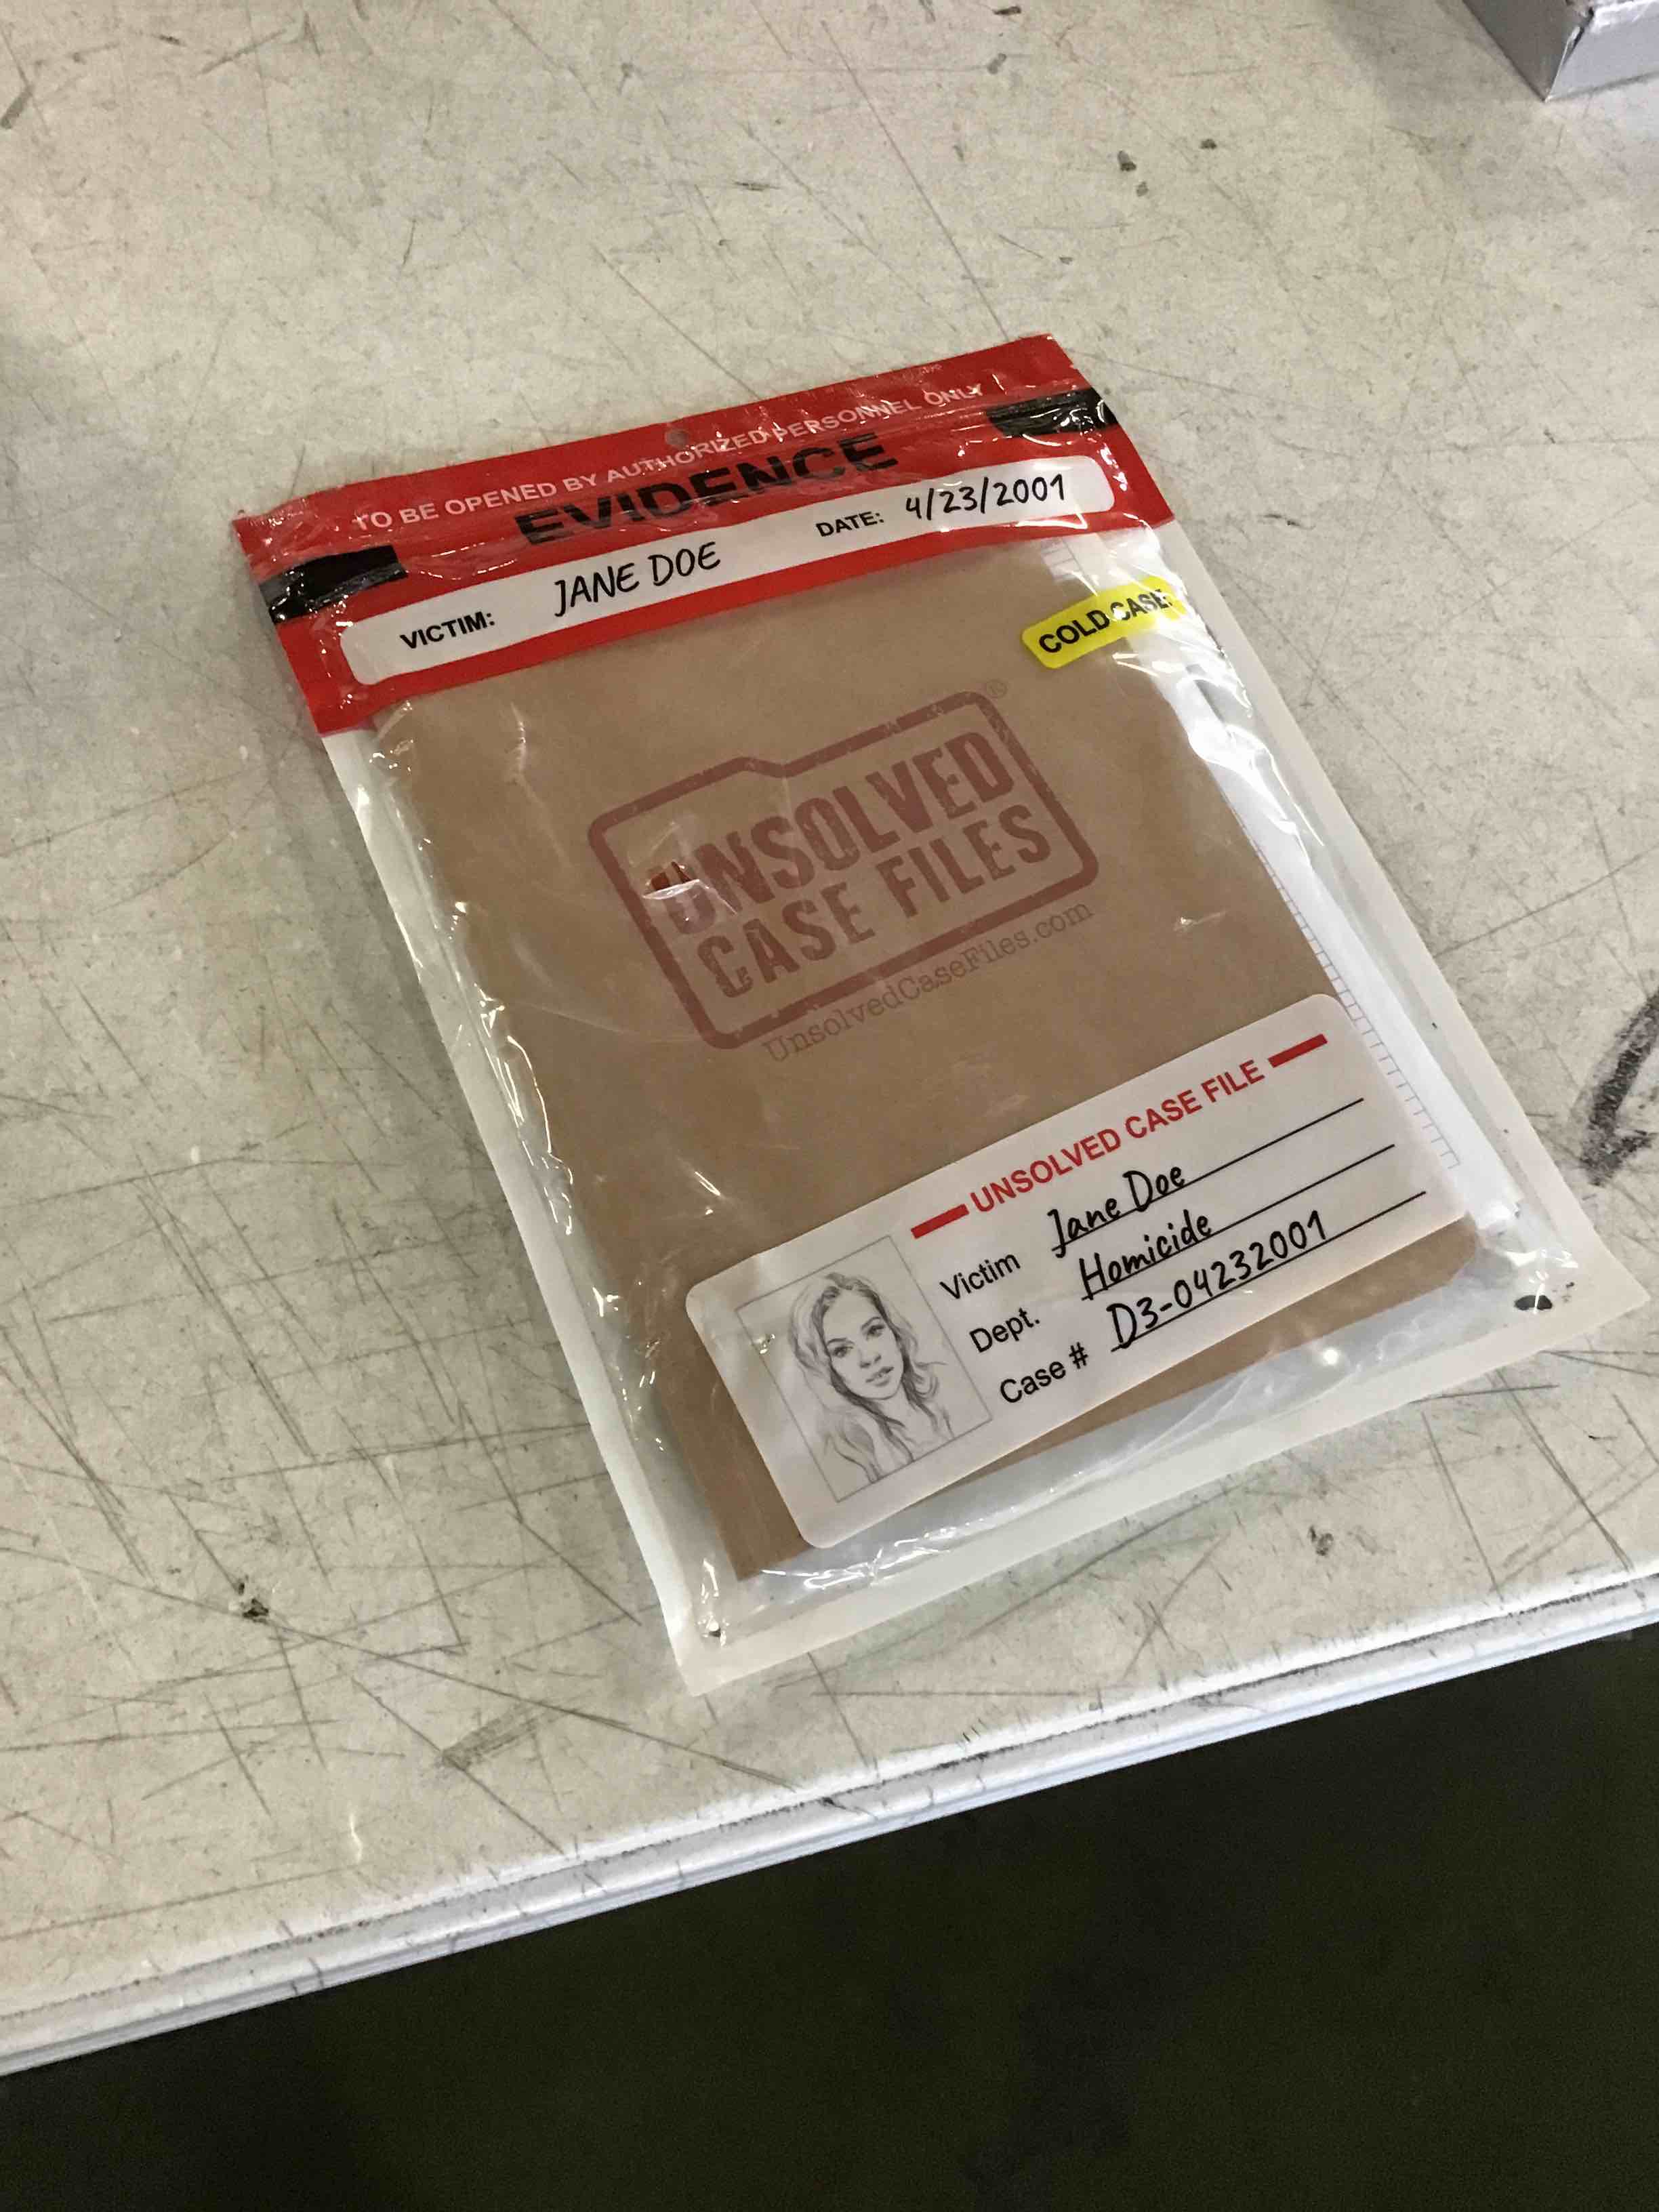 TO BE OPENED BY AUTHORIZED PERSONNEL ONLY
EVIDENCE
VICTIM: JANE DOE DATE: 4/23/2001
COLD CASE
UNSOLVED
CASE FILES®
UnsolvedCaseFiles.com
UNSOLVED CASE FILE
Victim Jane Doe
Dept. Homicide
Case # D3-04232001